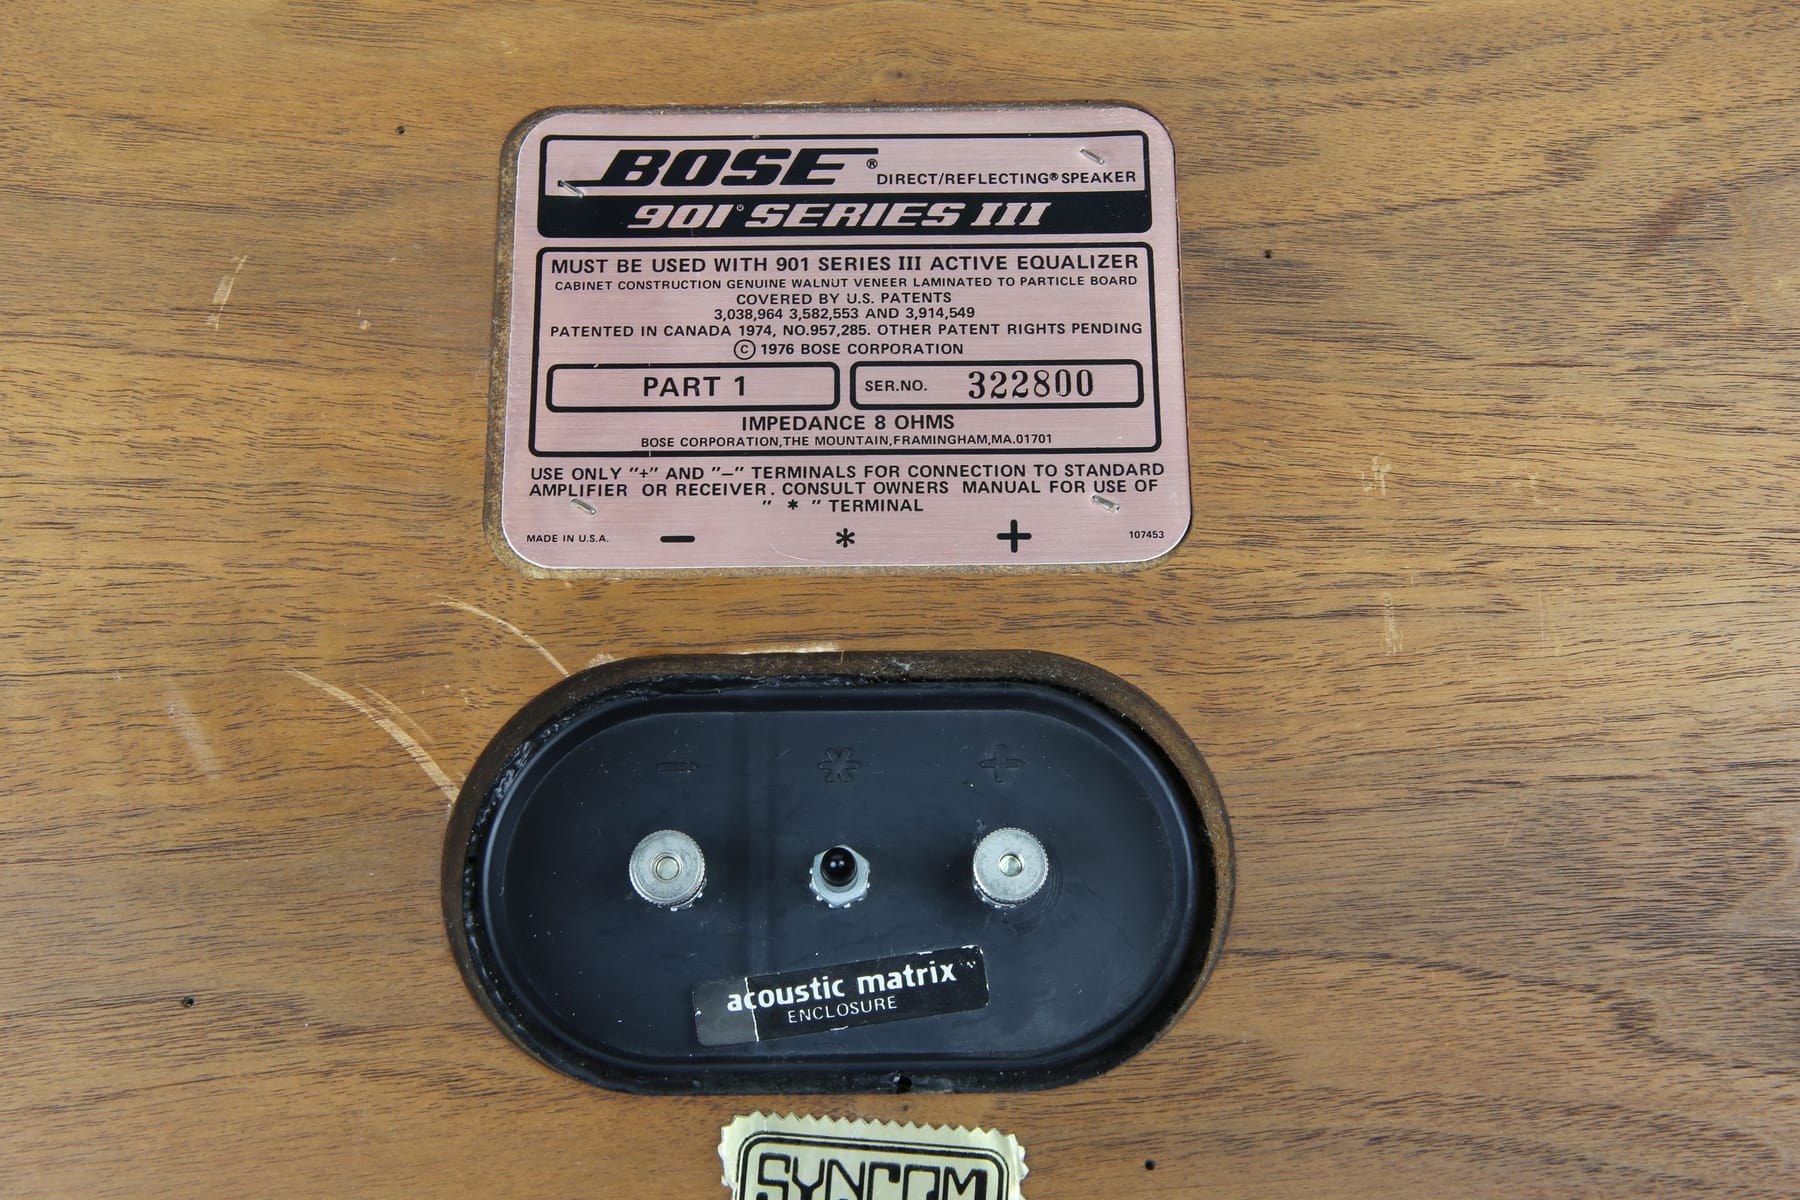 BOSE®
DIRECT/REFLECTING® SPEAKER
901® SERIES III
MUST BE USED WITH 901 SERIES III ACTIVE EQUALIZER
CABINET CONSTRUCTION GENUINE WALNUT VENEER LAMINATED TO PARTICLE BOARD
COVERED BY U.S. PATENTS
3,038,964 3,582,553 AND 3,914,549
PATENTED IN CANADA 1974, NO.957,285. OTHER PATENT RIGHTS PENDING
© 1976 BOSE CORPORATION
PART 1
SER.NO. 322800
IMPEDANCE 8 OHMS
BOSE CORPORATION,THE MOUNTAIN,FRAMINGHAM,MA.01701
USE ONLY "+" AND "–" TERMINALS FOR CONNECTION TO STANDARD
AMPLIFIER OR RECEIVER. CONSULT OWNERS MANUAL FOR USE OF
" * " TERMINAL
MADE IN U.S.A. – * + 107453
– * +
acoustic matrix
ENCLOSURE
SYNCOM